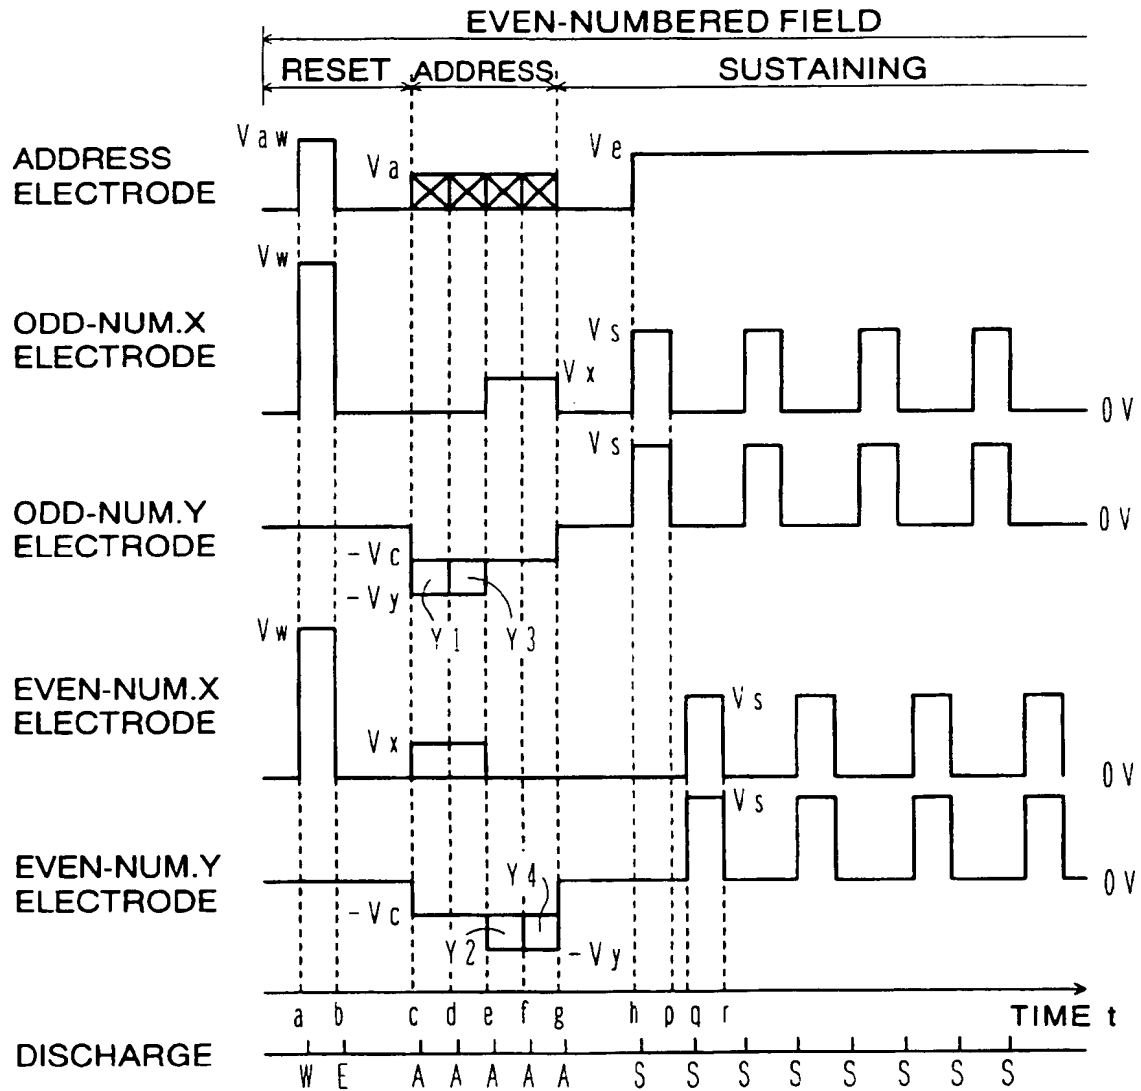 EVEN-NUMBERED FIELD
RESET ADDRESS SUSTAINING
Vaw
Va
Ve
ADDRESS
ELECTRODE
Vw
ODD-NUM.X
ELECTRODE
Vs
Vx
0V
Vs
ODD-NUM.Y
ELECTRODE
0V
-Vc
-Vy
Y1 Y3
Vw
EVEN-NUM.X
ELECTRODE
Vs
Vx
0V
Vs
EVEN-NUM.Y
ELECTRODE
Y4
0V
-Vc
Y2
-Vy
a b c d e f g h p q r TIME t
DISCHARGE
W E A A A A A S S S S S S S